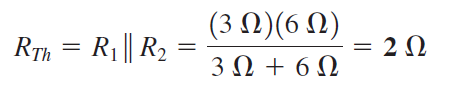 R_Th = R_1 ∥ R_2 = (3 Ω)(6 Ω) / 3 Ω + 6 Ω = 2 Ω